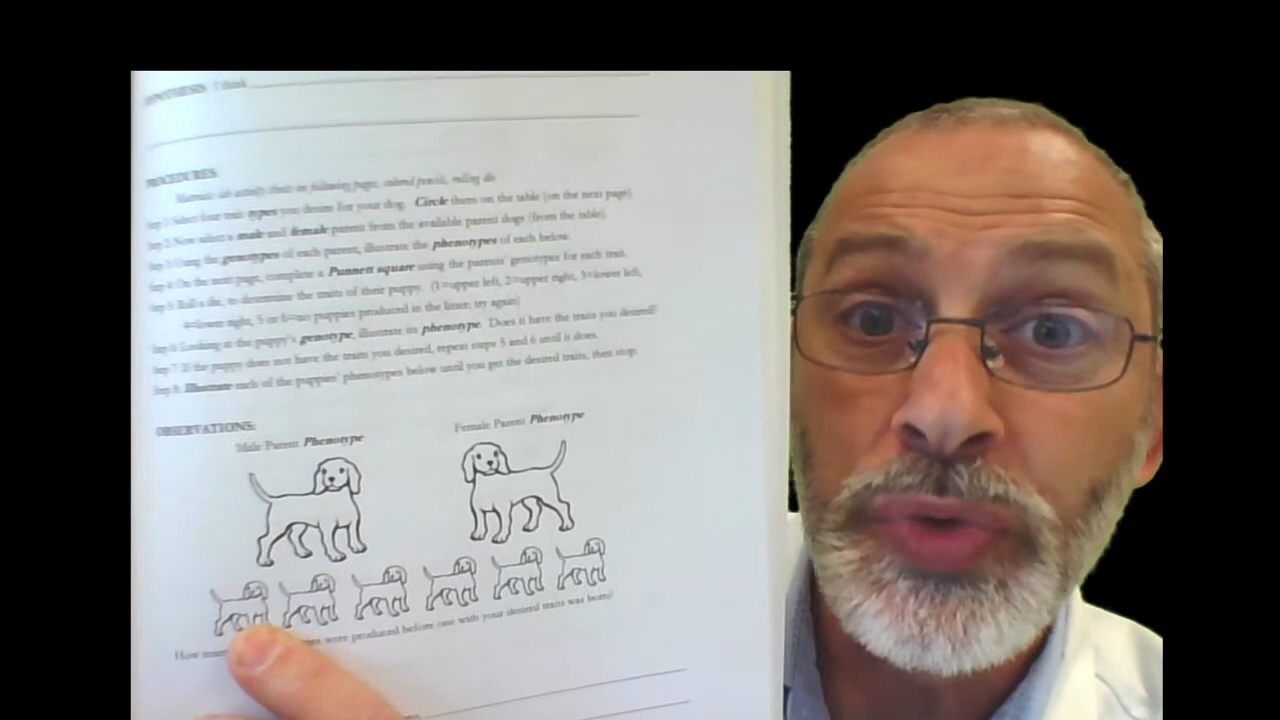 HYPOTHESIS I think
PROCEDURES
Materials: lab activity sheets on following pages, colored pencils, rolling die
Step 1: Select four trait types you desire for your dog. Circle them on the table (on the next page).
Step 2: Now select a male and female parent from the available parent dogs (from the table).
Step 3: Using the genotypes of each parent, illustrate the phenotypes of each below.
Step 4: On the next page, complete a Punnett square using the parents' genotypes for each trait.
Step 5: Roll a die, to determine the traits of their puppy. (1=upper left, 2=upper right, 3=lower left,
4=lower right, 5 or 6=no puppies produced in the litter; try again)
Step 6: Looking at the puppy's genotype, illustrate its phenotype. Does it have the traits you desired?
Step 7: If the puppy does not have the traits you desired, repeat steps 5 and 6 until it does.
Step 8: Illustrate each of the puppies' phenotypes below until you get the desired traits, then stop.
OBSERVATIONS:
Male Parent Phenotype
Female Parent Phenotype
How many were produced before one with your desired traits was born?